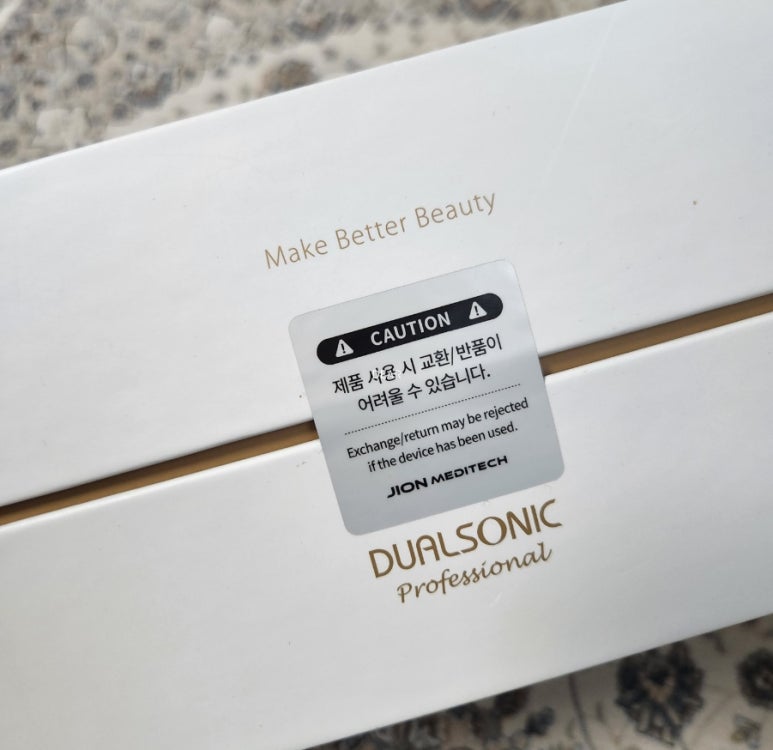 Make Better Beauty
CAUTION
제품 사용 시 교환/반품이
어려울 수 있습니다.
Exchange/return may be rejected
if the device has been used.
JION MEDITECH
DUALSONIC
Professional